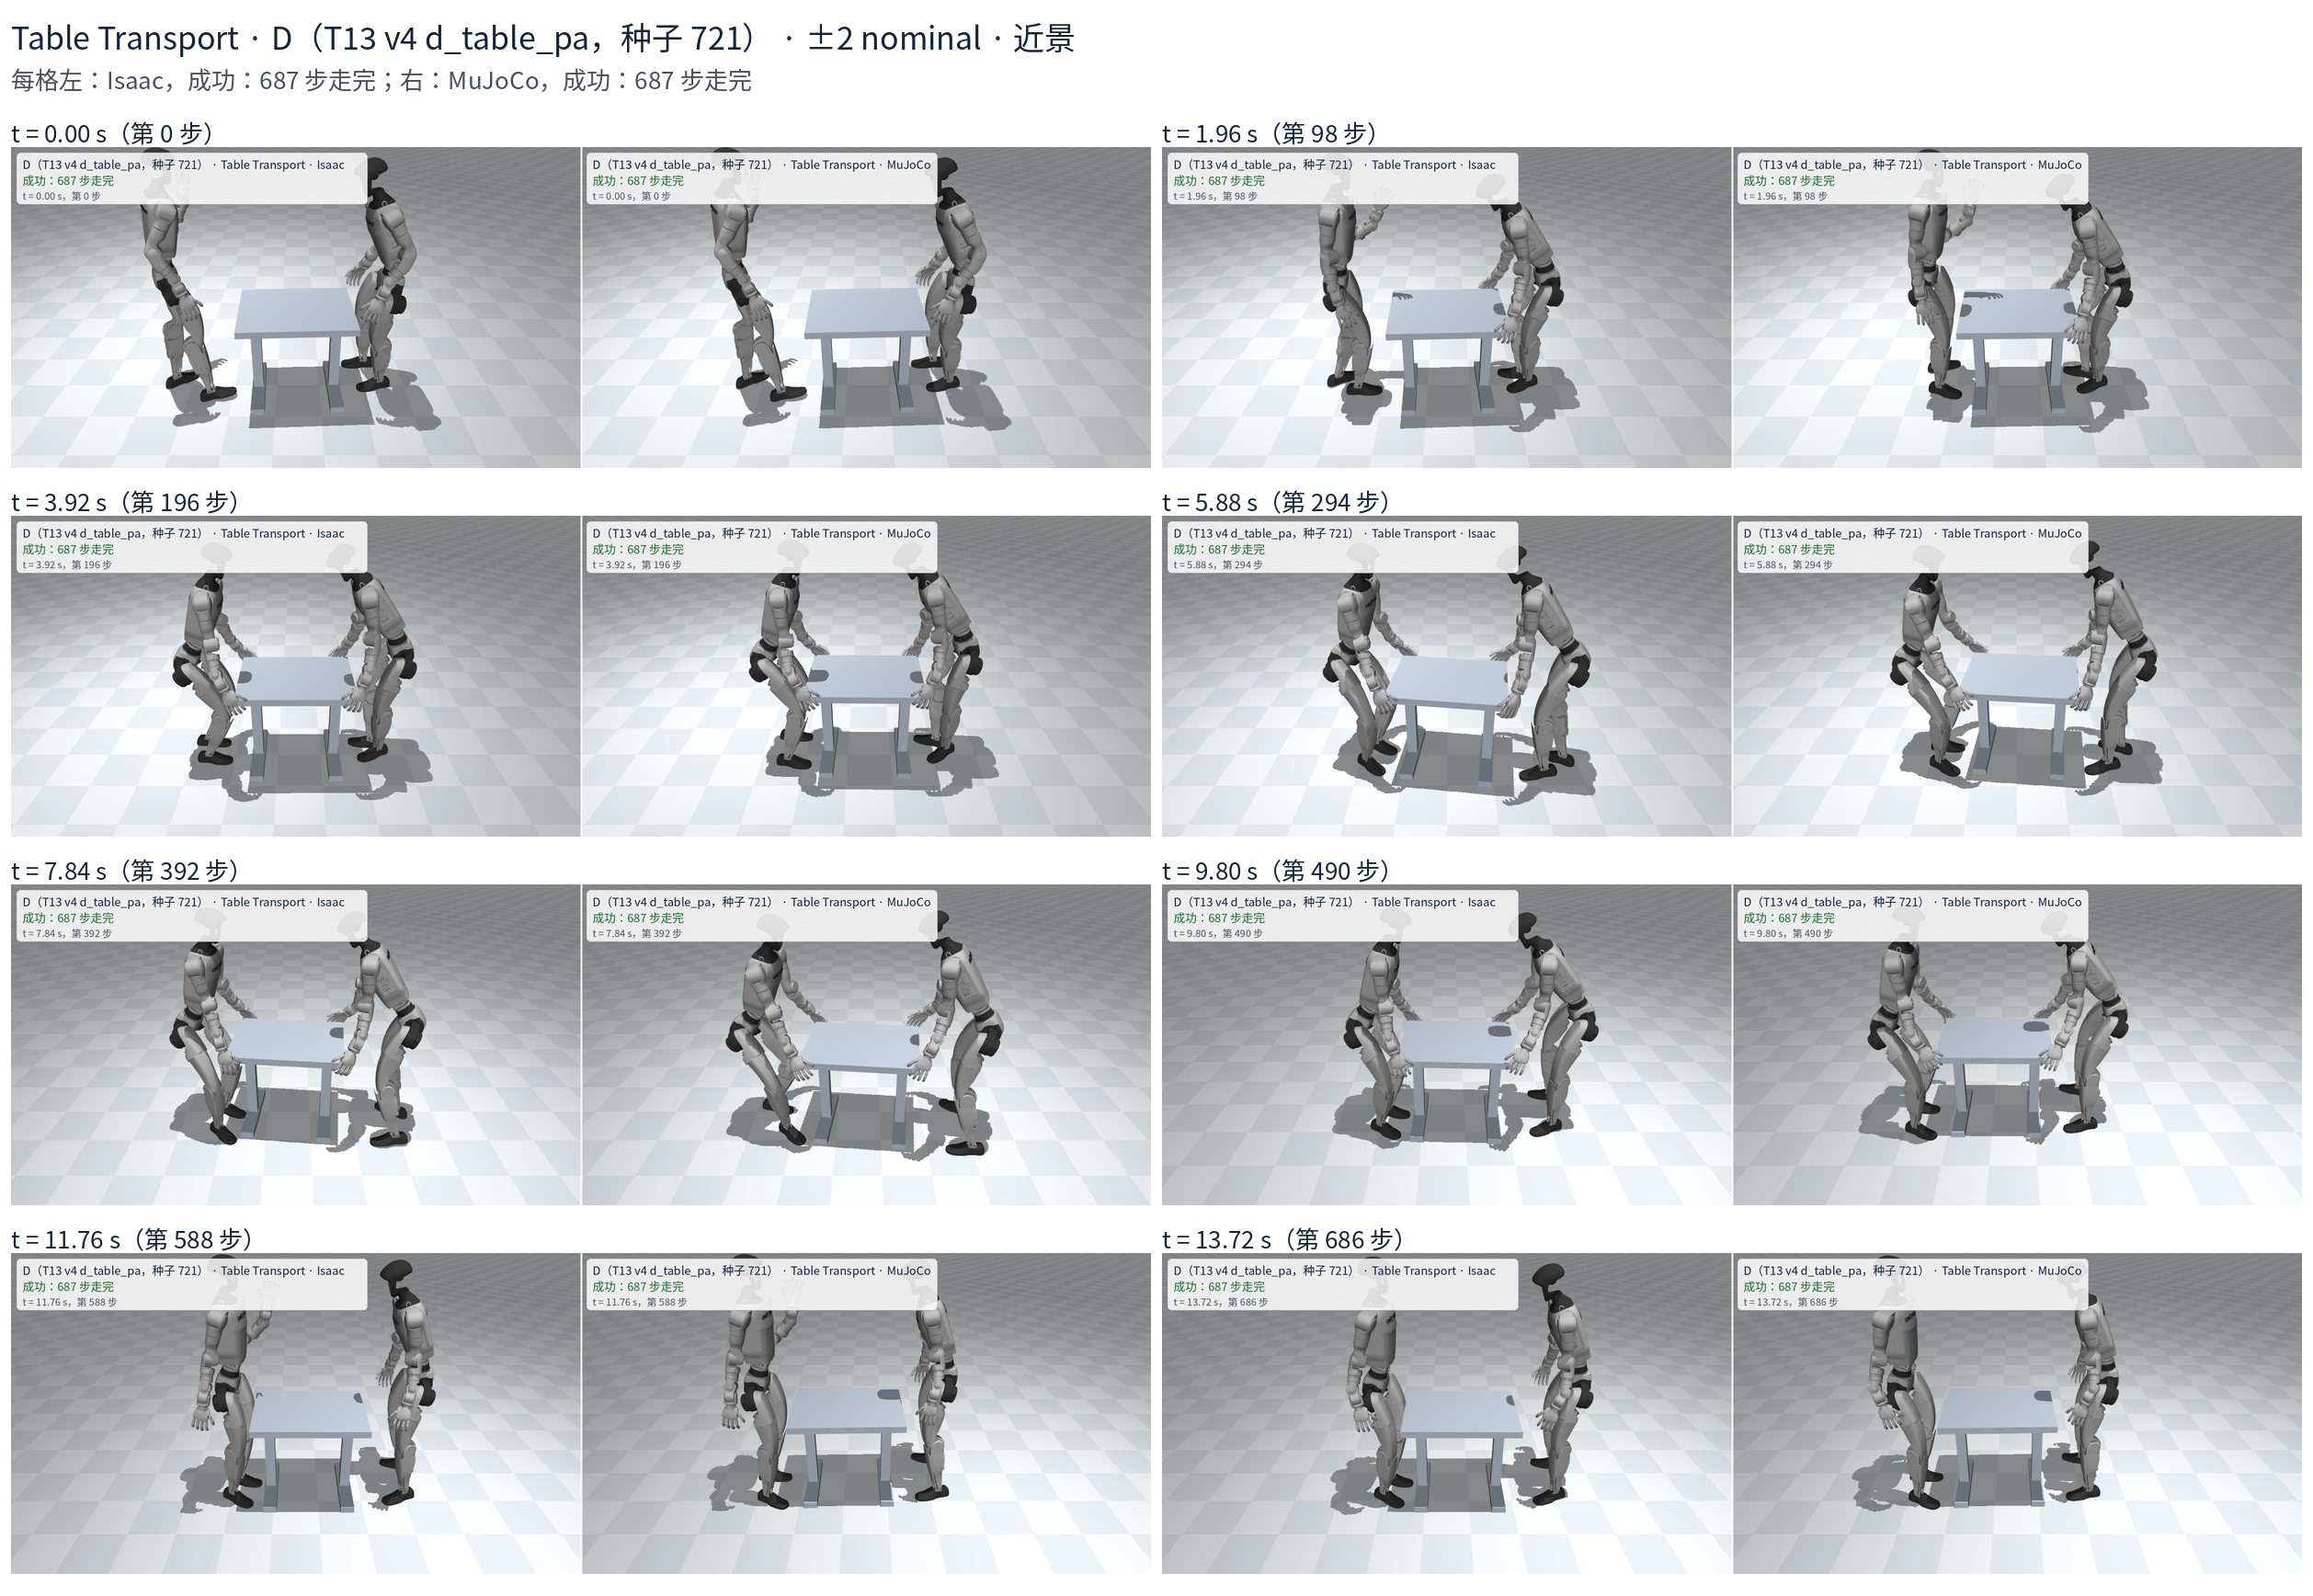 Table Transport · D（T13 v4 d_table_pa，种子 721） · ±2 nominal · 近景
每格左：Isaac，成功：687 步走完；右：MuJoCo，成功：687 步走完
t = 0.00 s（第 0 步）
D（T13 v4 d_table_pa，种子 721） · Table Transport · Isaac
成功：687 步走完
t = 0.00 s，第 0 步
D（T13 v4 d_table_pa，种子 721） · Table Transport · MuJoCo
成功：687 步走完
t = 0.00 s，第 0 步
t = 1.96 s（第 98 步）
D（T13 v4 d_table_pa，种子 721） · Table Transport · Isaac
成功：687 步走完
t = 1.96 s，第 98 步
D（T13 v4 d_table_pa，种子 721） · Table Transport · MuJoCo
成功：687 步走完
t = 1.96 s，第 98 步
t = 3.92 s（第 196 步）
D（T13 v4 d_table_pa，种子 721） · Table Transport · Isaac
成功：687 步走完
t = 3.92 s，第 196 步
D（T13 v4 d_table_pa，种子 721） · Table Transport · MuJoCo
成功：687 步走完
t = 3.92 s，第 196 步
t = 5.88 s（第 294 步）
D（T13 v4 d_table_pa，种子 721） · Table Transport · Isaac
成功：687 步走完
t = 5.88 s，第 294 步
D（T13 v4 d_table_pa，种子 721） · Table Transport · MuJoCo
成功：687 步走完
t = 5.88 s，第 294 步
t = 7.84 s（第 392 步）
D（T13 v4 d_table_pa，种子 721） · Table Transport · Isaac
成功：687 步走完
t = 7.84 s，第 392 步
D（T13 v4 d_table_pa，种子 721） · Table Transport · MuJoCo
成功：687 步走完
t = 7.84 s，第 392 步
t = 9.80 s（第 490 步）
D（T13 v4 d_table_pa，种子 721） · Table Transport · Isaac
成功：687 步走完
t = 9.80 s，第 490 步
D（T13 v4 d_table_pa，种子 721） · Table Transport · MuJoCo
成功：687 步走完
t = 9.80 s，第 490 步
t = 11.76 s（第 588 步）
D（T13 v4 d_table_pa，种子 721） · Table Transport · Isaac
成功：687 步走完
t = 11.76 s，第 588 步
D（T13 v4 d_table_pa，种子 721） · Table Transport · MuJoCo
成功：687 步走完
t = 11.76 s，第 588 步
t = 13.72 s（第 686 步）
D（T13 v4 d_table_pa，种子 721） · Table Transport · Isaac
成功：687 步走完
t = 13.72 s，第 686 步
D（T13 v4 d_table_pa，种子 721） · Table Transport · MuJoCo
成功：687 步走完
t = 13.72 s，第 686 步